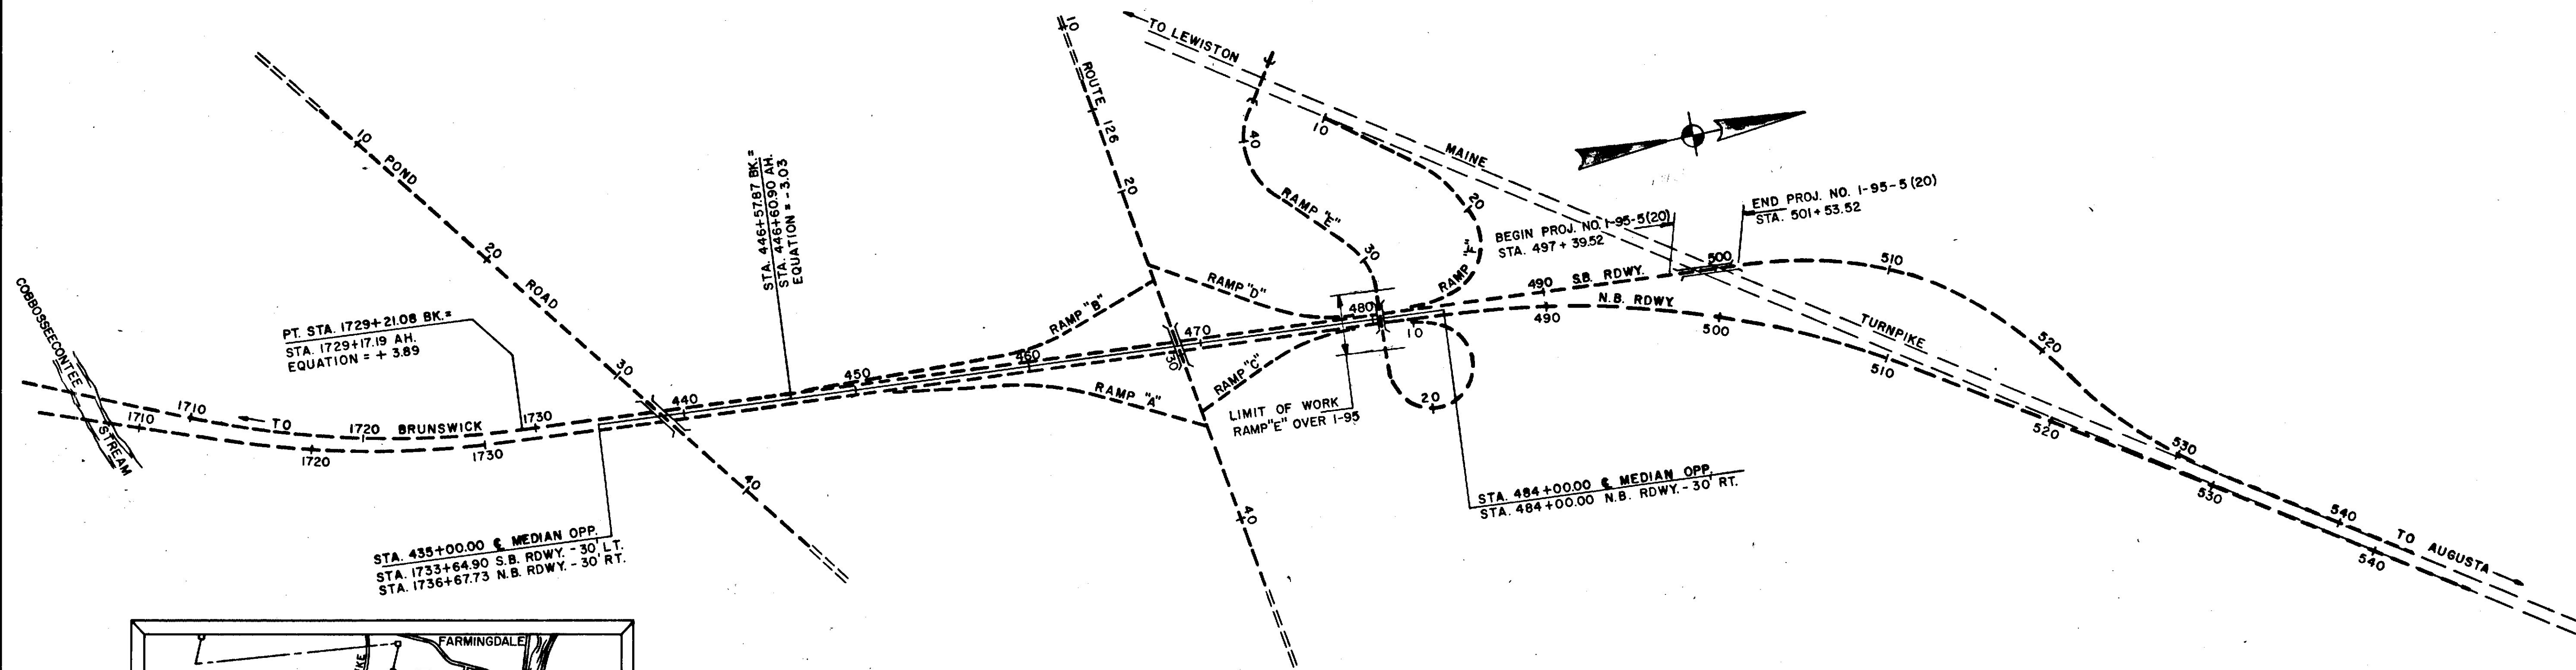 COBBOSSEECONTEE
STREAM
1710
1710
TO
1720
BRUNSWICK
1730
1720
1730
PT. STA. 1729+21.08 BK.=
STA. 1729+17.19 AH.
EQUATION = + 3.89
10
POND
20
ROAD
30
40
440
STA. 435+00.00 ℄ MEDIAN OPP.
STA. 1733+64.90 S.B. RDWY. - 30' LT.
STA. 1736+67.73 N.B. RDWY. - 30' RT.
STA. 446+57.87 BK.=
STA. 446+60.90 AH.
EQUATION = -3.03
450
460
470
480
RAMP "B"
RAMP "A"
RAMP "D"
RAMP "C"
10
ROUTE 126
20
30
40
TO LEWISTON
40
RAMP "E"
30
10
20
RAMP "F"
10
20
LIMIT OF WORK
RAMP "E" OVER I-95
MAINE
TURNPIKE
BEGIN PROJ. NO. I-95-5(20)
STA. 497 + 39.52
END PROJ. NO. I-95-5(20)
STA. 501+53.52
490
S.B. RDWY.
500
510
520
530
540
490
N.B. RDWY.
500
510
520
530
540
TO AUGUSTA
STA. 484+00.00 ℄ MEDIAN OPP.
STA. 484+00.00 N.B. RDWY.- 30' RT.
FARMINGDALE